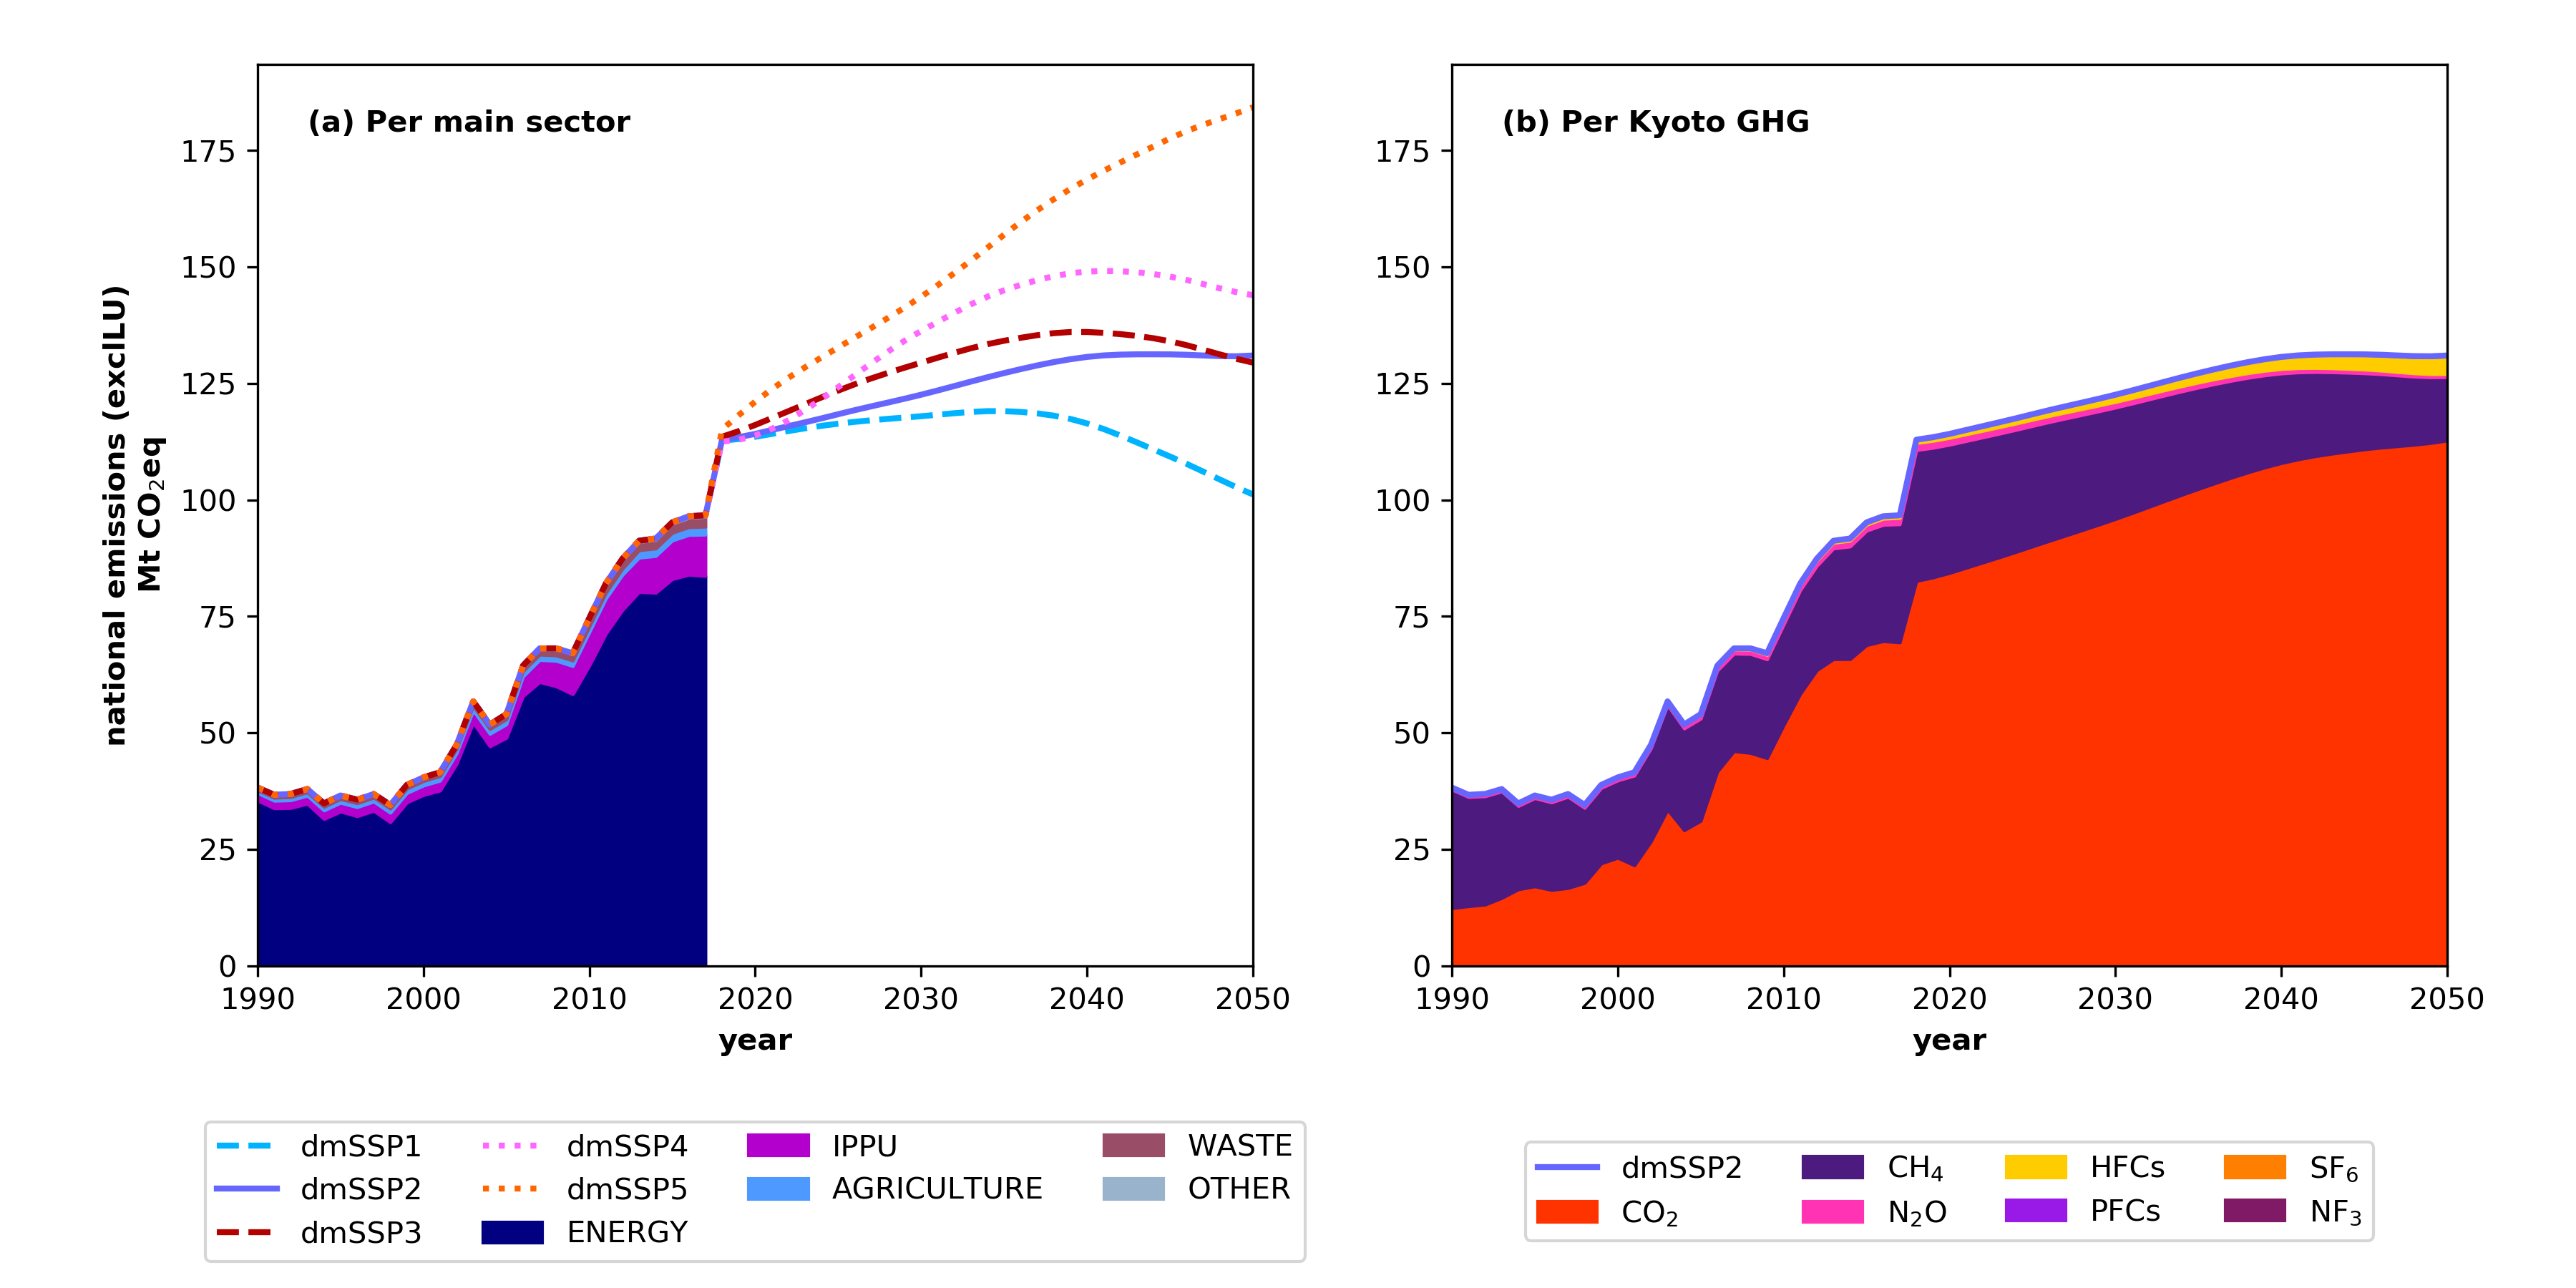 (a) Per main sector
national emissions (exclLU)
Mt CO₂eq
175
150
125
100
75
50
25
0
1990 2000 2010 2020 2030 2040 2050
year
dmSSP1 dmSSP4 IPPU WASTE
dmSSP2 dmSSP5 AGRICULTURE OTHER
dmSSP3 ENERGY
(b) Per Kyoto GHG
175
150
125
100
75
50
25
0
1990 2000 2010 2020 2030 2040 2050
year
dmSSP2 CH₄ HFCs SF₆
CO₂ N₂O PFCs NF₃